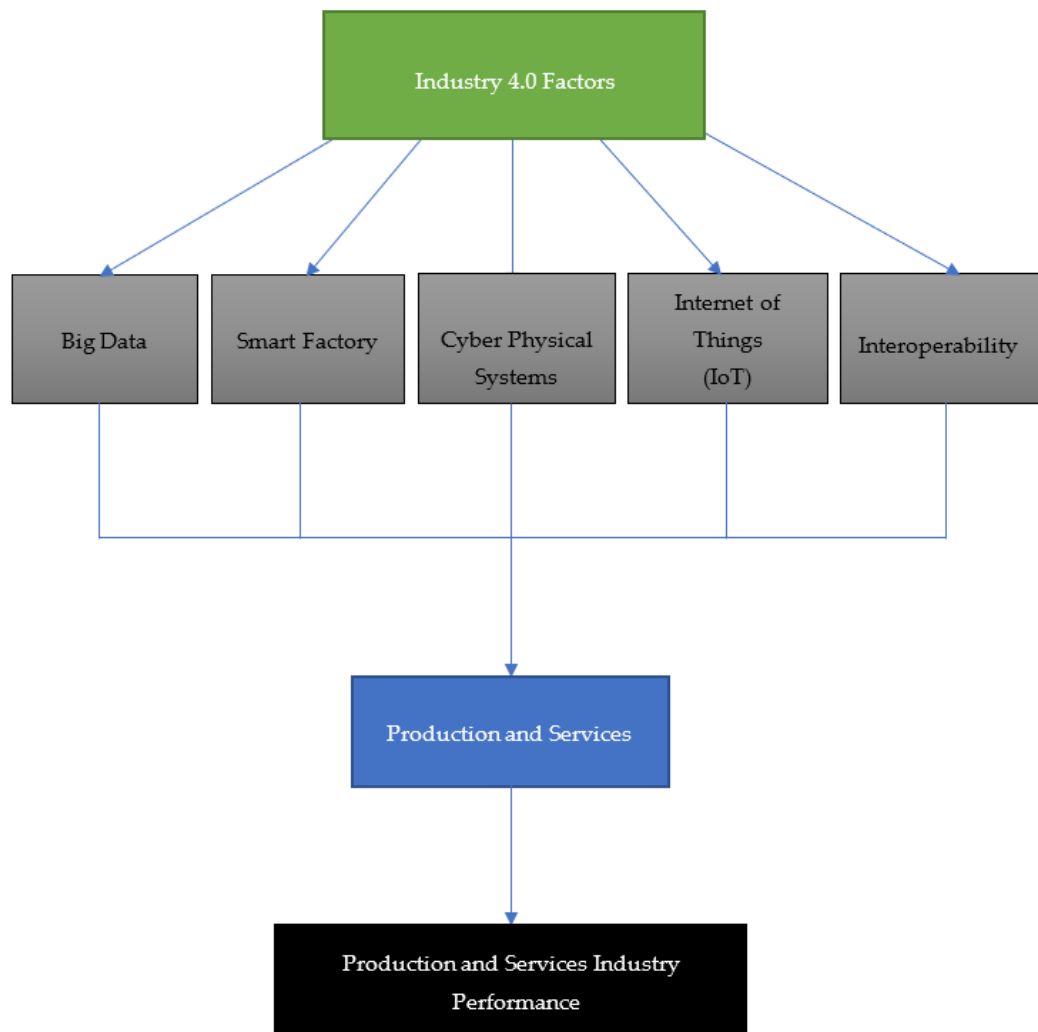 Industry 4.0 Factors
Big Data
Smart Factory
Cyber Physical
Systems
Internet of
Things
(IoT)
Interoperability
Production and Services
Production and Services Industry
Performance